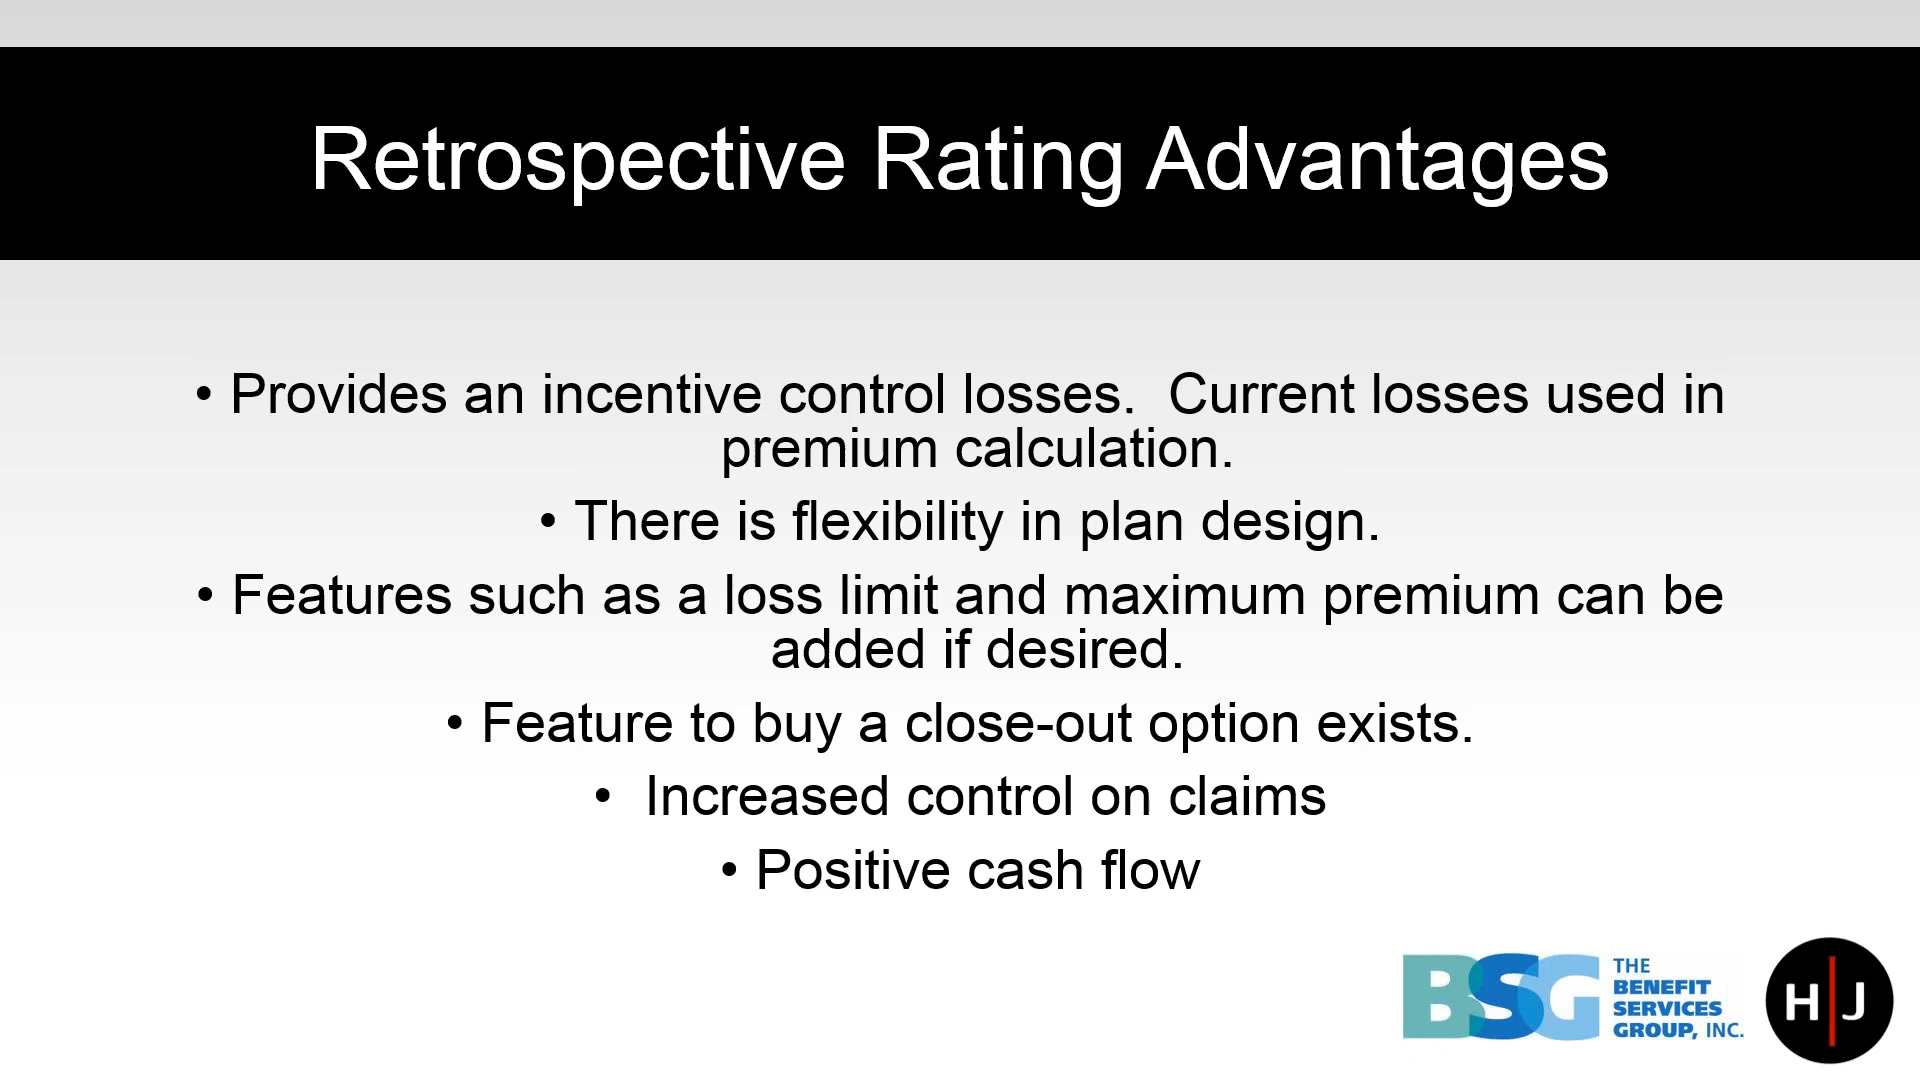 Retrospective Rating Advantages
• Provides an incentive control losses.  Current losses used in
premium calculation.
• There is flexibility in plan design.
• Features such as a loss limit and maximum premium can be
added if desired.
• Feature to buy a close-out option exists.
•  Increased control on claims
• Positive cash flow
BSG
THE
BENEFIT
SERVICES
GROUP, INC.
H|J